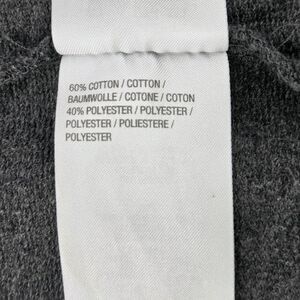 60% COTTON / COTTON /
BAUMWOLLE / COTONE / COTON
40% POLYESTER / POLYESTER /
POLYESTER / POLIESTERE /
POLYESTER